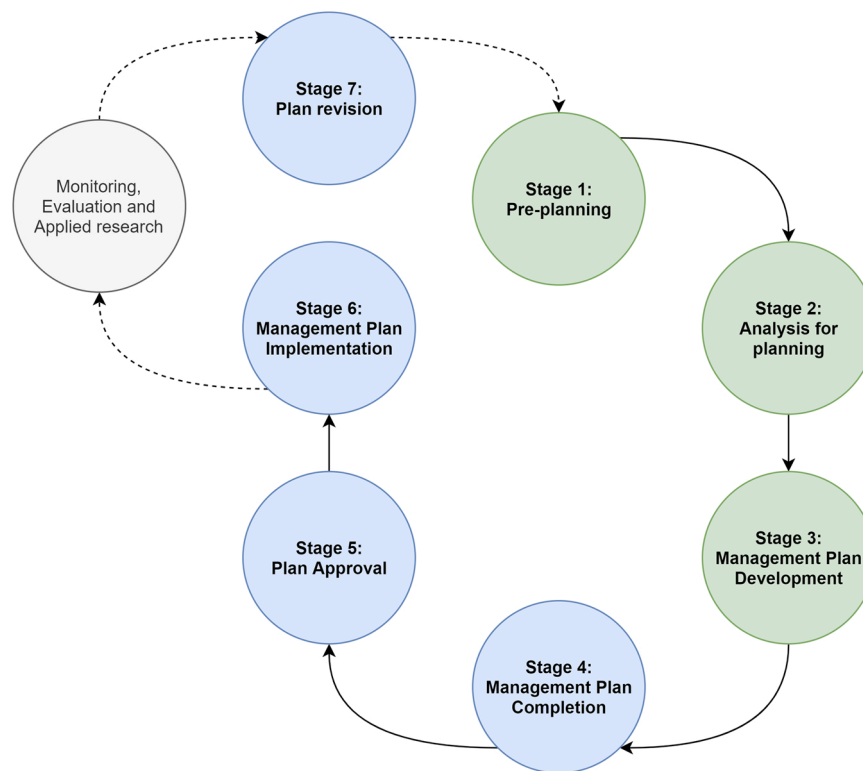 Stage 7:
Plan revision
Stage 1:
Pre-planning
Monitoring,
Evaluation and
Applied research
Stage 6:
Management Plan
Implementation
Stage 2:
Analysis for
planning
Stage 5:
Plan Approval
Stage 3:
Management Plan
Development
Stage 4:
Management Plan
Completion